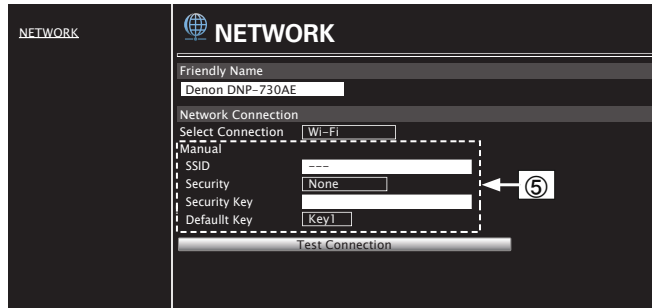 NETWORK
NETWORK
Friendly Name
Denon DNP-730AE
Network Connection
Select Connection Wi-Fi
Manual
SSID ---
Security None
⑤
Security Key
Defaullt Key Key1
Test Connection